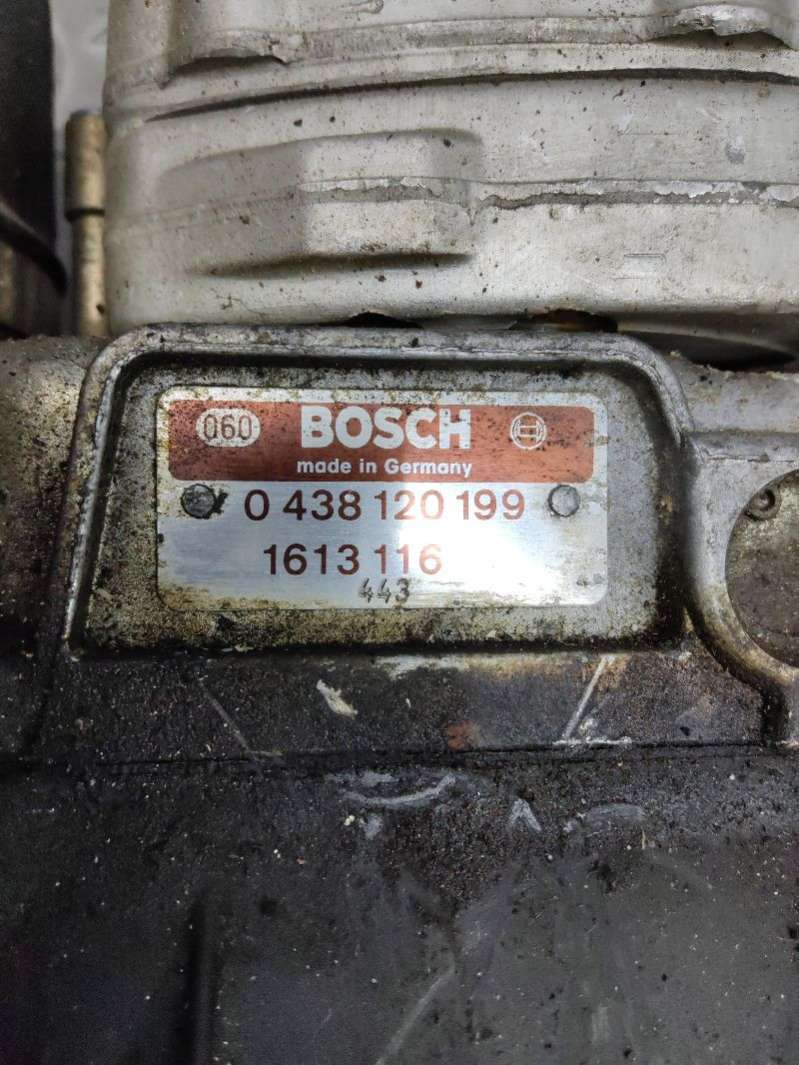 060 BOSCH
made in Germany
0 438 120 199
1613 116
443